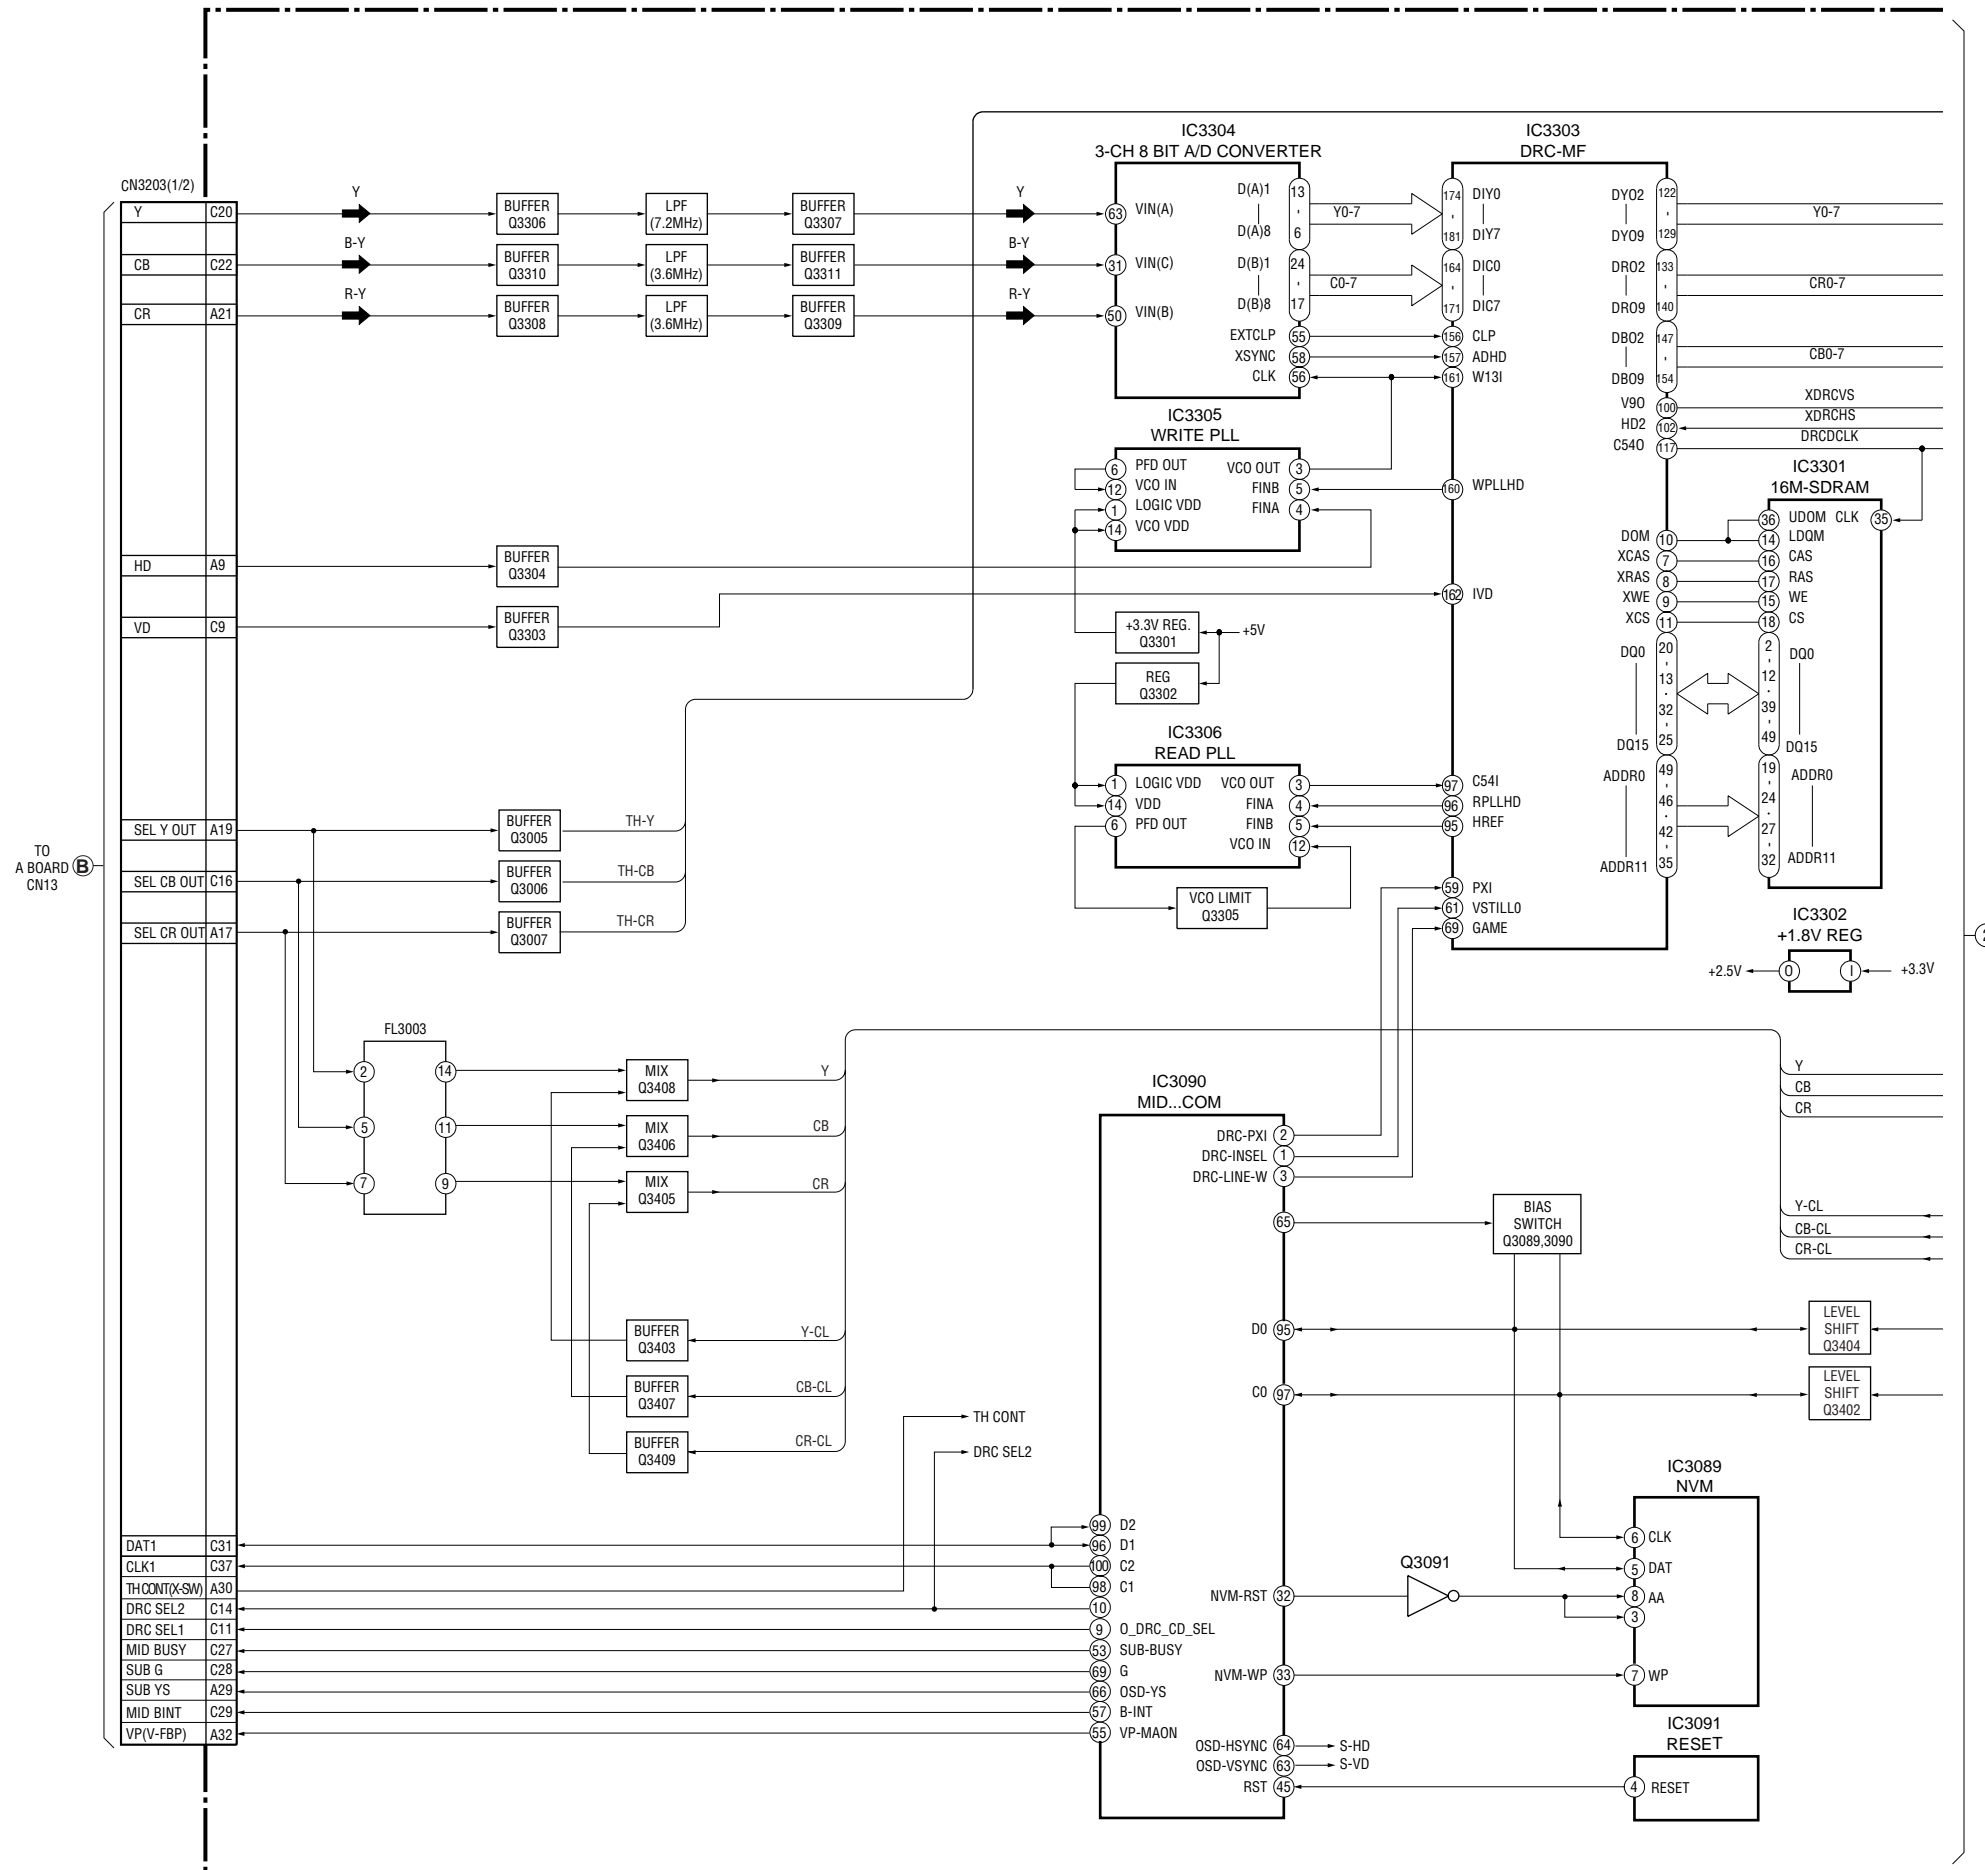 CN3203(1/2)
Y C20
CB C22
CR A21
HD A9
VD C9
SEL Y OUT A19
SEL CB OUT C16
SEL CR OUT A17
DAT1 C31
CLK1 C37
TH CONT(X-SW) A30
DRC SEL2 C14
DRC SEL1 C11
MID BUSY C27
SUB G C28
SUB YS A29
MID BINT C29
VP(V-FBP) A32
TO
A BOARD B
CN13
Y
BUFFER
Q3306
LPF
(7.2MHz)
BUFFER
Q3307
Y
B-Y
BUFFER
Q3310
LPF
(3.6MHz)
BUFFER
Q3311
B-Y
R-Y
BUFFER
Q3308
LPF
(3.6MHz)
BUFFER
Q3309
R-Y
BUFFER
Q3304
BUFFER
Q3303
BUFFER
Q3005
TH-Y
BUFFER
Q3006
TH-CB
BUFFER
Q3007
TH-CR
FL3003
2 14
5 11
7 9
MIX
Q3408
Y
MIX
Q3406
CB
MIX
Q3405
CR
BUFFER
Q3403
Y-CL
BUFFER
Q3407
CB-CL
BUFFER
Q3409
CR-CL
TH CONT
DRC SEL2
IC3304
3-CH 8 BIT A/D CONVERTER
63 VIN(A)
31 VIN(C)
50 VIN(B)
D(A)1 13
D(A)8 6
D(B)1 24
D(B)8 17
EXTCLP 55
XSYNC 58
CLK 56
Y0-7
C0-7
IC3305
WRITE PLL
6 PFD OUT
12 VCO IN
1 LOGIC VDD
14 VCO VDD
VCO OUT 3
FINB 5
FINA 4
+3.3V REG.
Q3301
+5V
REG
Q3302
IC3306
READ PLL
1 LOGIC VDD
14 VDD
6 PFD OUT
VCO OUT 3
FINA 4
FINB 5
VCO IN 12
VCO LIMIT
Q3305
IC3303
DRC-MF
174 DIY0
181 DIY7
164 DIC0
171 DIC7
156 CLP
157 ADHD
161 W13I
160 WPLLHD
162 IVD
97 C54I
96 RPLLHD
95 HREF
59 PXI
61 VSTILL0
69 GAME
DYO2 122
DYO9 129
DRO2 133
DRO9 140
DBO2 147
DBO9 154
V9O 100
HD2 102
C54O 117
DOM 10
XCAS 7
XRAS 8
XWE 9
XCS 11
DQ0 20
13
32
DQ15 25
ADDR0 49
46
42
ADDR11 35
Y0-7
CR0-7
CB0-7
XDRCVS
XDRCHS
DRCDCLK
IC3301
16M-SDRAM
36 UDOM CLK 35
14 LDQM
16 CAS
17 RAS
15 WE
18 CS
2 DQ0
12
39
49 DQ15
19 ADDR0
24
27
32 ADDR11
IC3302
+1.8V REG
+2.5V O I +3.3V
Y
CB
CR
Y-CL
CB-CL
CR-CL
IC3090
MID...COM
DRC-PXI 2
DRC-INSEL 1
DRC-LINE-W 3
65
D0 95
C0 97
99 D2
96 D1
100 C2
98 C1
10
9 O_DRC_CD_SEL
53 SUB-BUSY
69 G
66 OSD-YS
57 B-INT
55 VP-MAON
NVM-RST 32
NVM-WP 33
OSD-HSYNC 64 S-HD
OSD-VSYNC 63 S-VD
RST 45
BIAS
SWITCH
Q3089,3090
LEVEL
SHIFT
Q3404
LEVEL
SHIFT
Q3402
Q3091
IC3089
NVM
6 CLK
5 DAT
8 AA
3
7 WP
IC3091
RESET
4 RESET